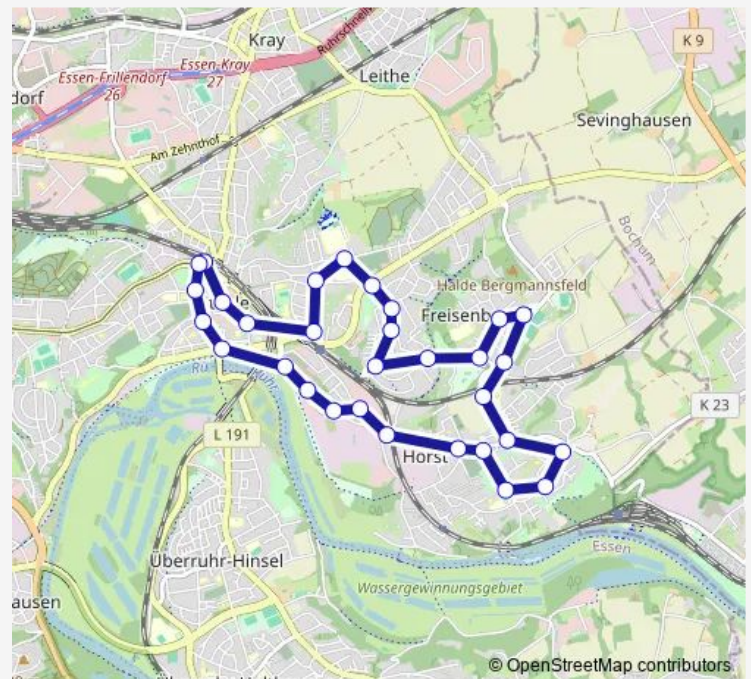 Kray
K 9
Ruhrschnell
Essen-Kray
27
Essen-Frillendorf
26
Leithe
dorf
Sevinghausen
Am Zehnthof
Bochum
Halde Bergmannsfeld
Freisenb
K 23
L 191
Horst
Essen
Überruhr-Hinsel
Wassergewinnungsgebiet
ausen
© OpenStreetMap contributors